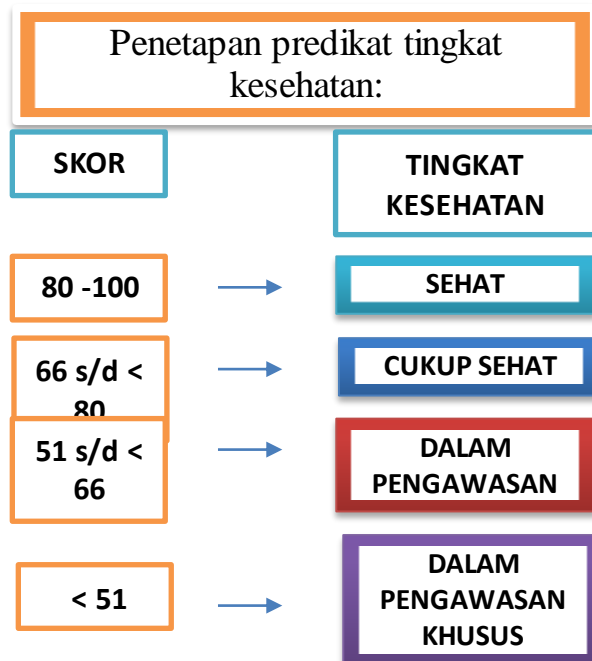 Penetapan predikat tingkat
kesehatan:
SKOR
TINGKAT
KESEHATAN
80 -100
SEHAT
66 s/d <
80
CUKUP SEHAT
51 s/d <
66
DALAM
PENGAWASAN
< 51
DALAM
PENGAWASAN
KHUSUS